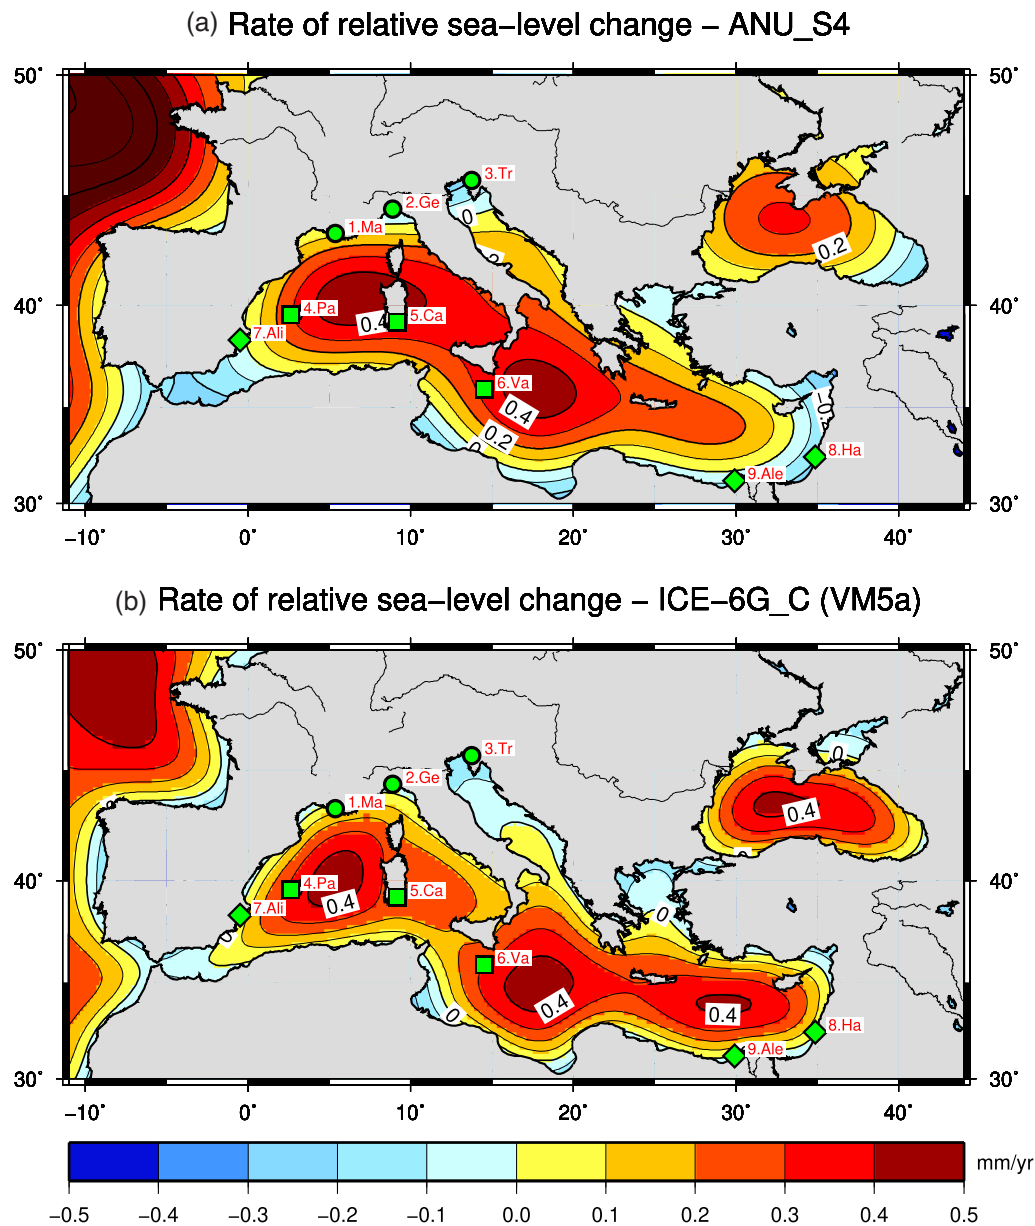 (a) Rate of relative sea−level change − ANU_S4
50˚ 50˚
3.Tr
2.Ge 0
1.Ma
0.2
40˚ 4.Pa 40˚
0.4 5.Ca
7.Ali
6.Va
0.4
0.2
8.Ha
9.Ale
30˚ 30˚
−10˚ 0˚ 10˚ 20˚ 30˚ 40˚
(b) Rate of relative sea−level change − ICE−6G_C (VM5a)
50˚ 50˚
3.Tr
0
2.Ge
1.Ma
0.4
40˚ 4.Pa 40˚
5.Ca
0.4
7.Ali 0
6.Va
0.4 0.4
0
8.Ha
9.Ale
30˚ 30˚
−10˚ 0˚ 10˚ 20˚ 30˚ 40˚
mm/yr
−0.5 −0.4 −0.3 −0.2 −0.1 0.0 0.1 0.2 0.3 0.4 0.5